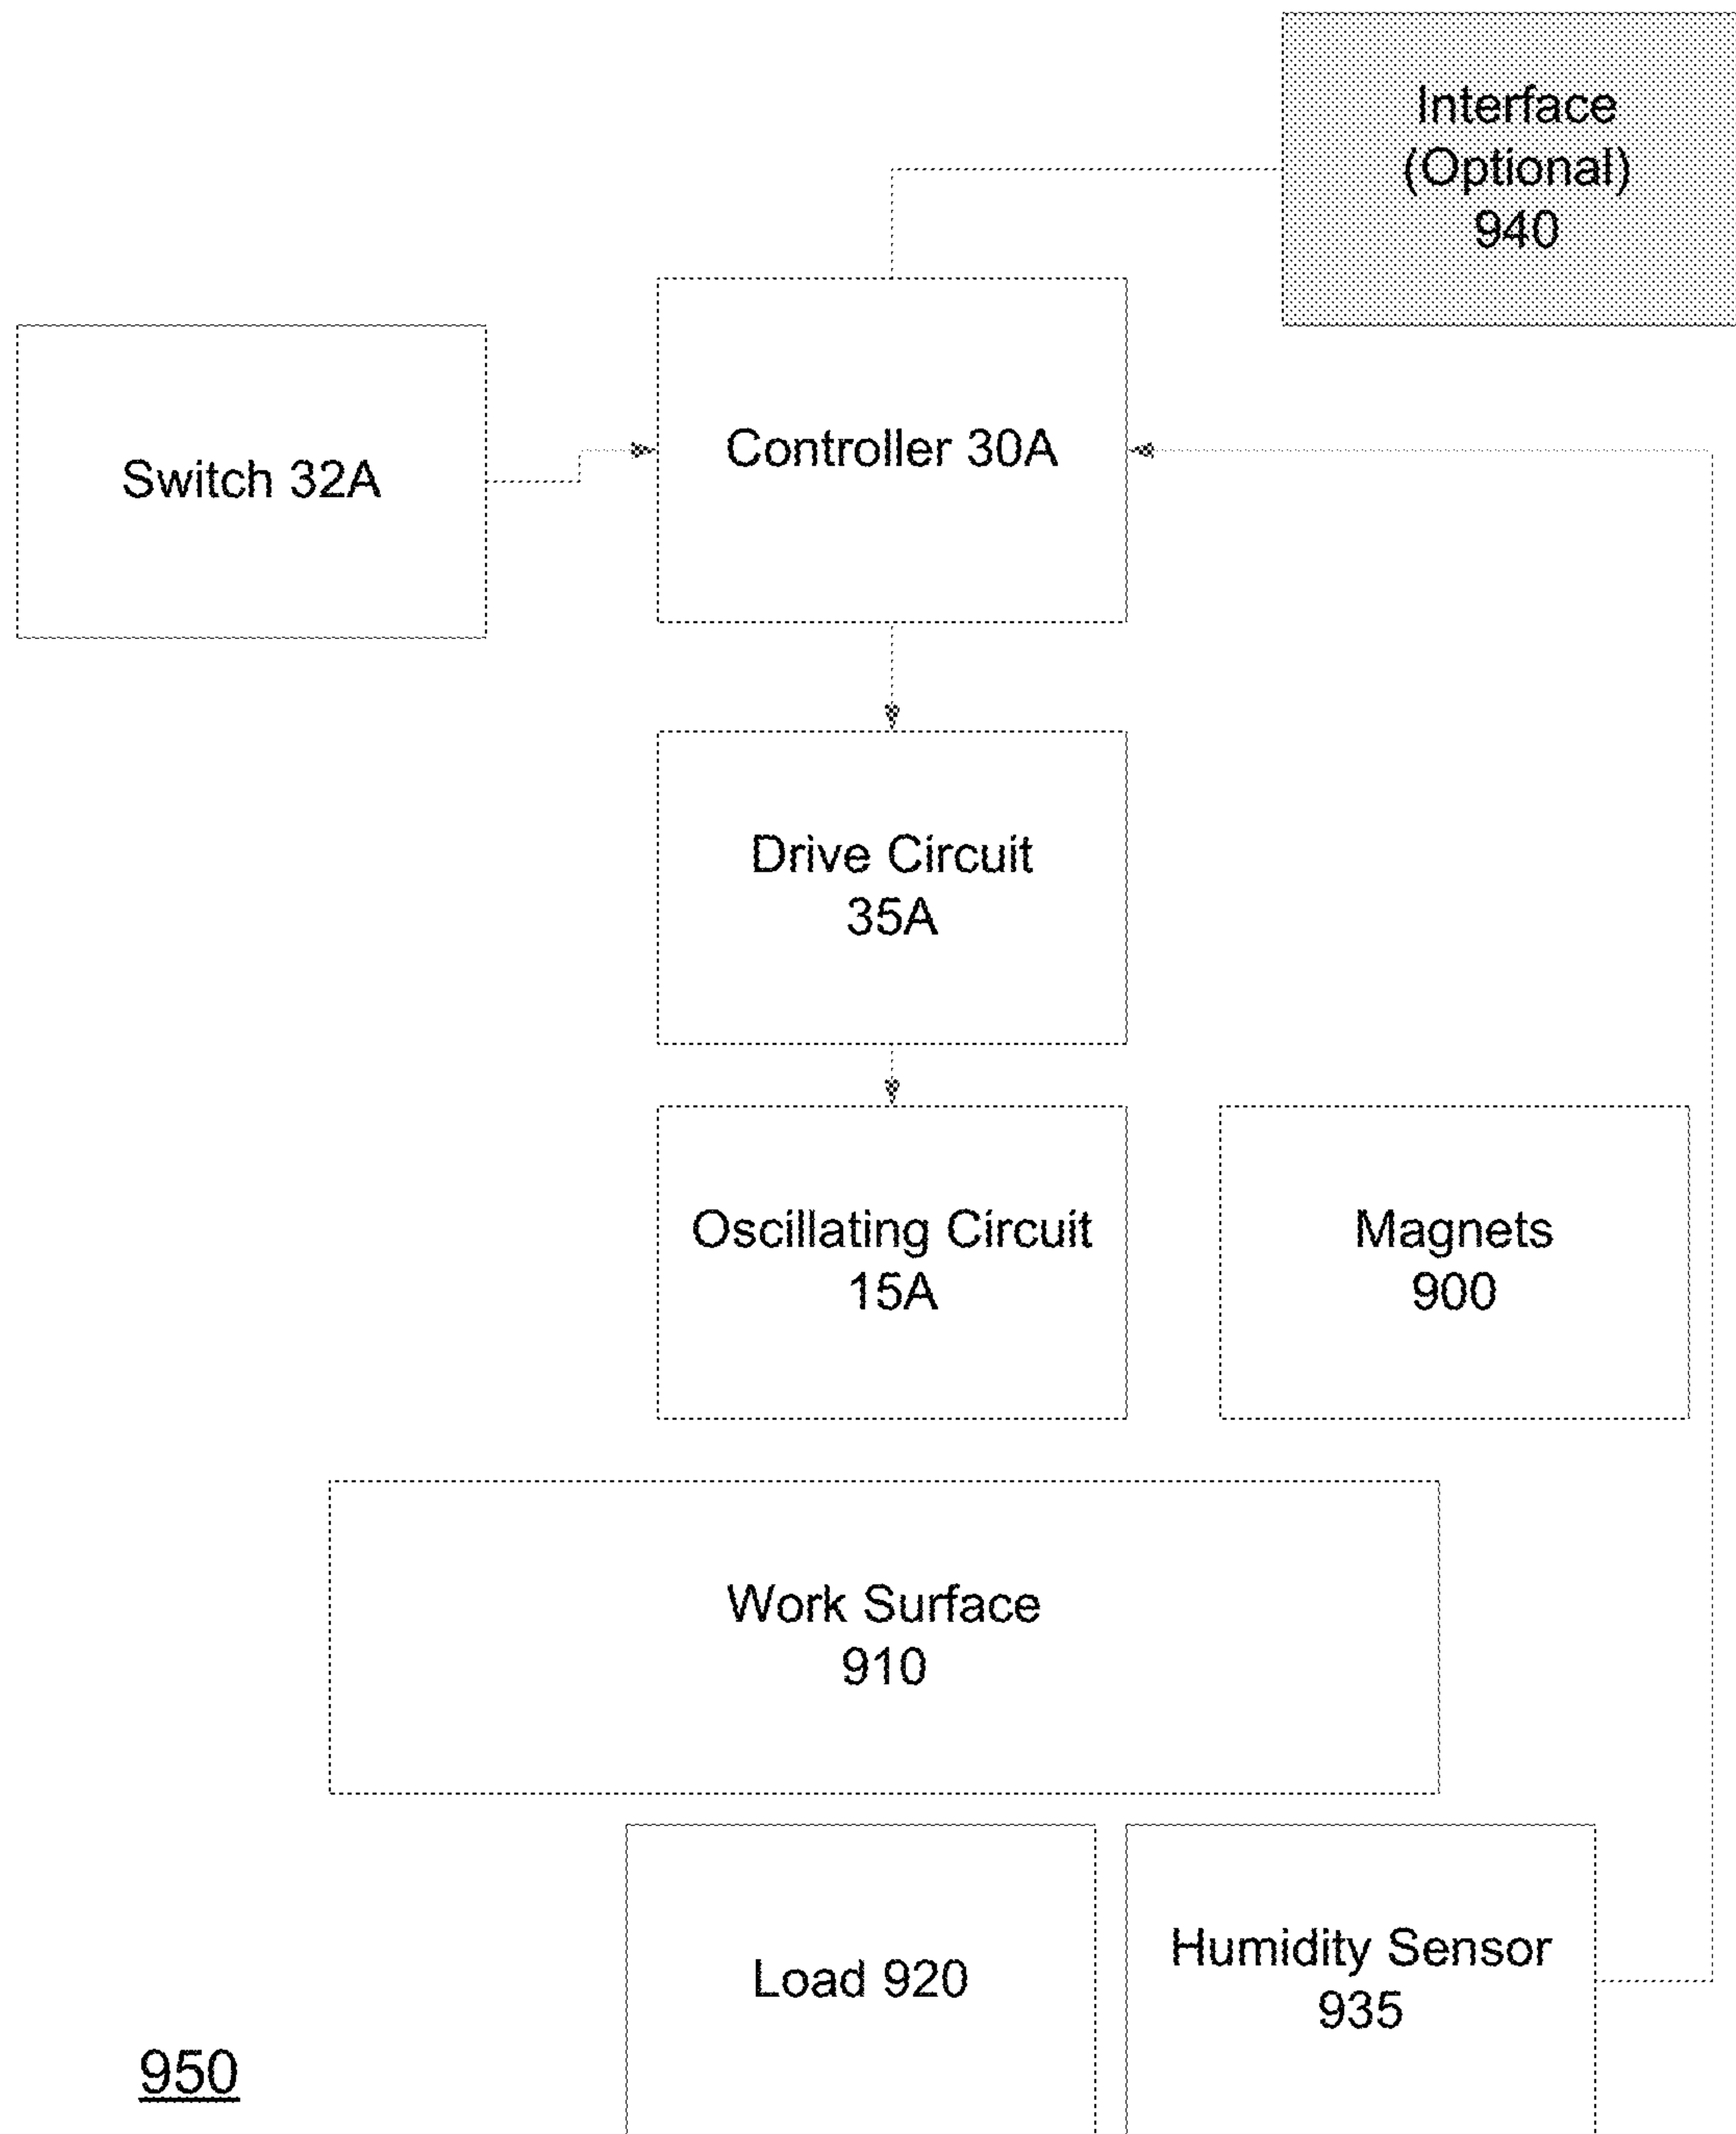 Interface
(Optional)
940
Switch 32A
Controller 30A
Drive Circuit
35A
Oscillating Circuit
15A
Magnets
900
Work Surface
910
Load 920
Humidity Sensor
935
950